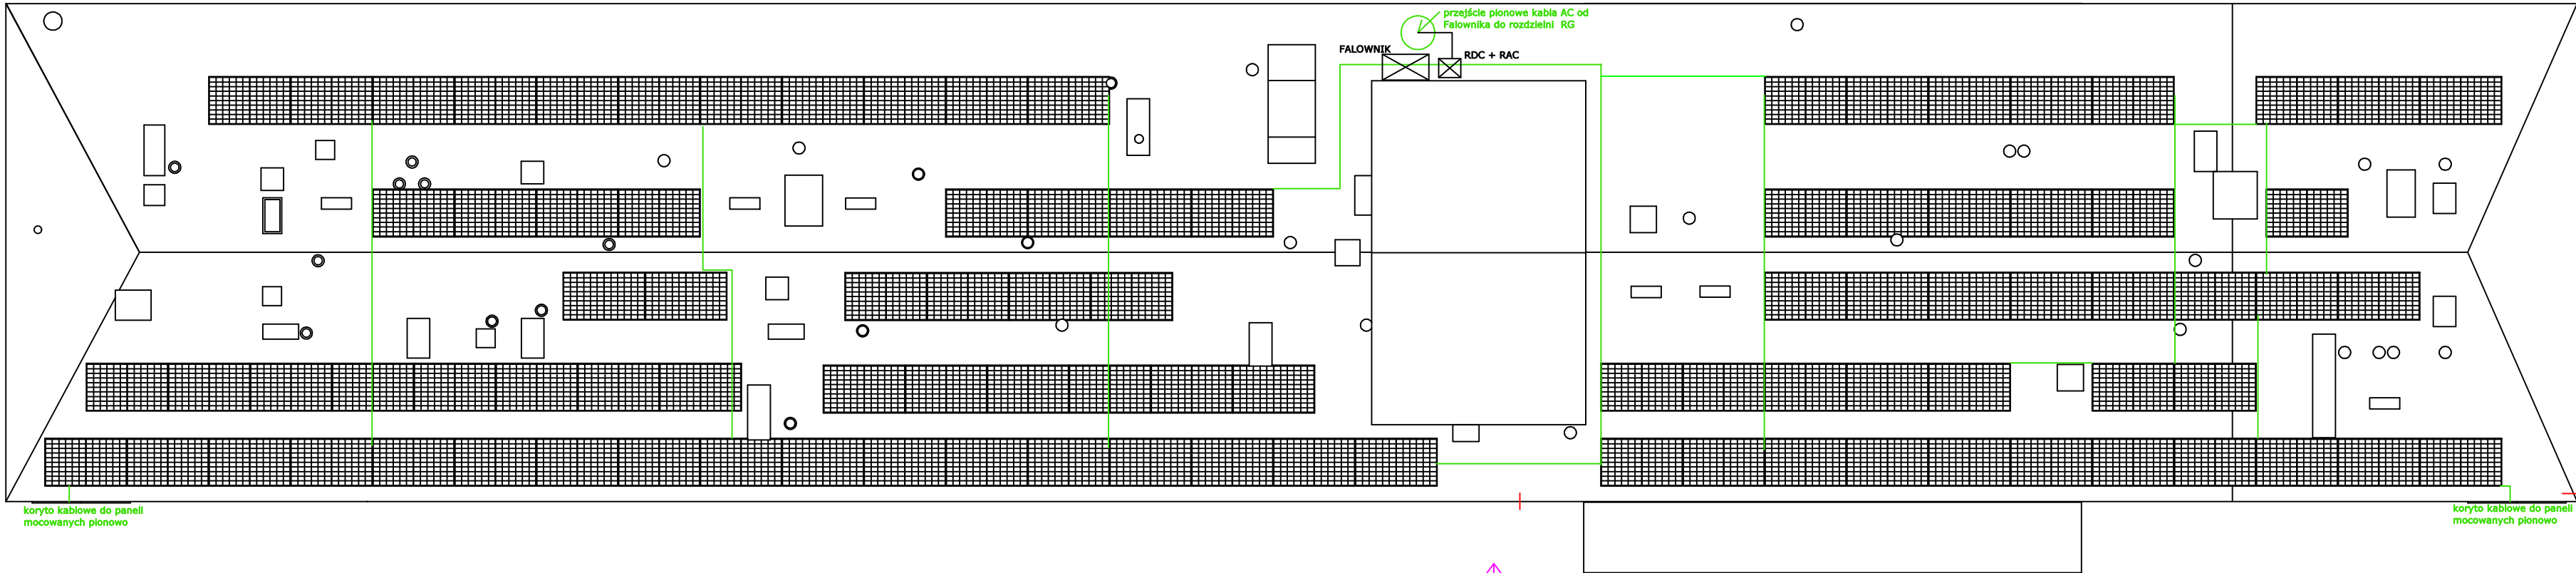 przejście pionowe kabla AC od
Falownika do rozdzielni RG
FALOWNIK
RDC + RAC
koryto kablowe do paneli
mocowanych pionowo
koryto kablowe do paneli
mocowanych pionowo